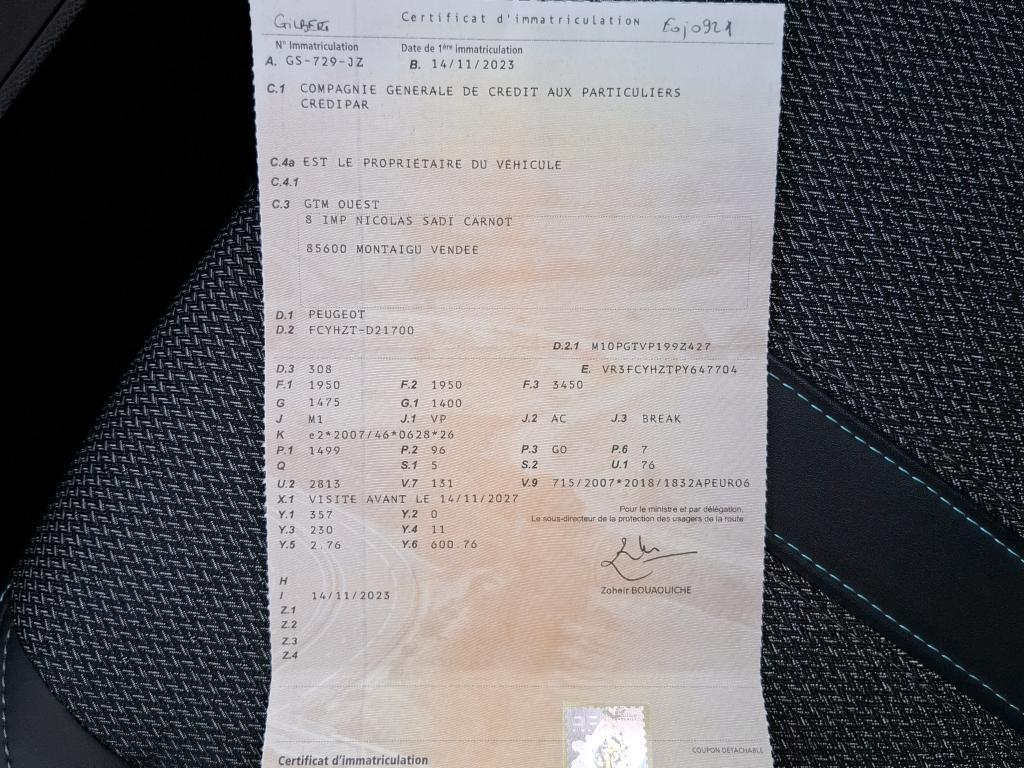 GILBERT Certificat d'immatriculation Eoj0921
N° Immatriculation Date de 1ère immatriculation
A. GS-729-JZ B. 14/11/2023
C.1 COMPAGNIE GENERALE DE CREDIT AUX PARTICULIERS
CREDIPAR
C.4a EST LE PROPRIÉTAIRE DU VÉHICULE
C.4.1
C.3 GTM OUEST
8 IMP NICOLAS SADI CARNOT
85600 MONTAIGU VENDEE
D.1 PEUGEOT
D.2 FCYHZT-D21700
D.2.1 M10PGTVP199Z427
D.3 308 E. VR3FCYHZTPY647704
F.1 1950 F.2 1950 F.3 3450
G 1475 G.1 1400
J M1 J.1 VP J.2 AC J.3 BREAK
K e2*2007/46*0628*26
P.1 1499 P.2 96 P.3 GO P.6 7
Q S.1 5 S.2 U.1 76
U.2 2813 V.7 131 V.9 715/2007*2018/1832APEURO6
X.1 VISITE AVANT LE 14/11/2027
Y.1 357 Y.2 0
Pour le ministre et par délégation,
Le sous-directeur de la protection des usagers de la route
Y.3 230 Y.4 11
Y.5 2.76 Y.6 600.76
Zoheir BOUAOUICHE
H
I 14/11/2023
Z.1
Z.2
Z.3
Z.4
COUPON DÉTACHABLE
Certificat d'immatriculation